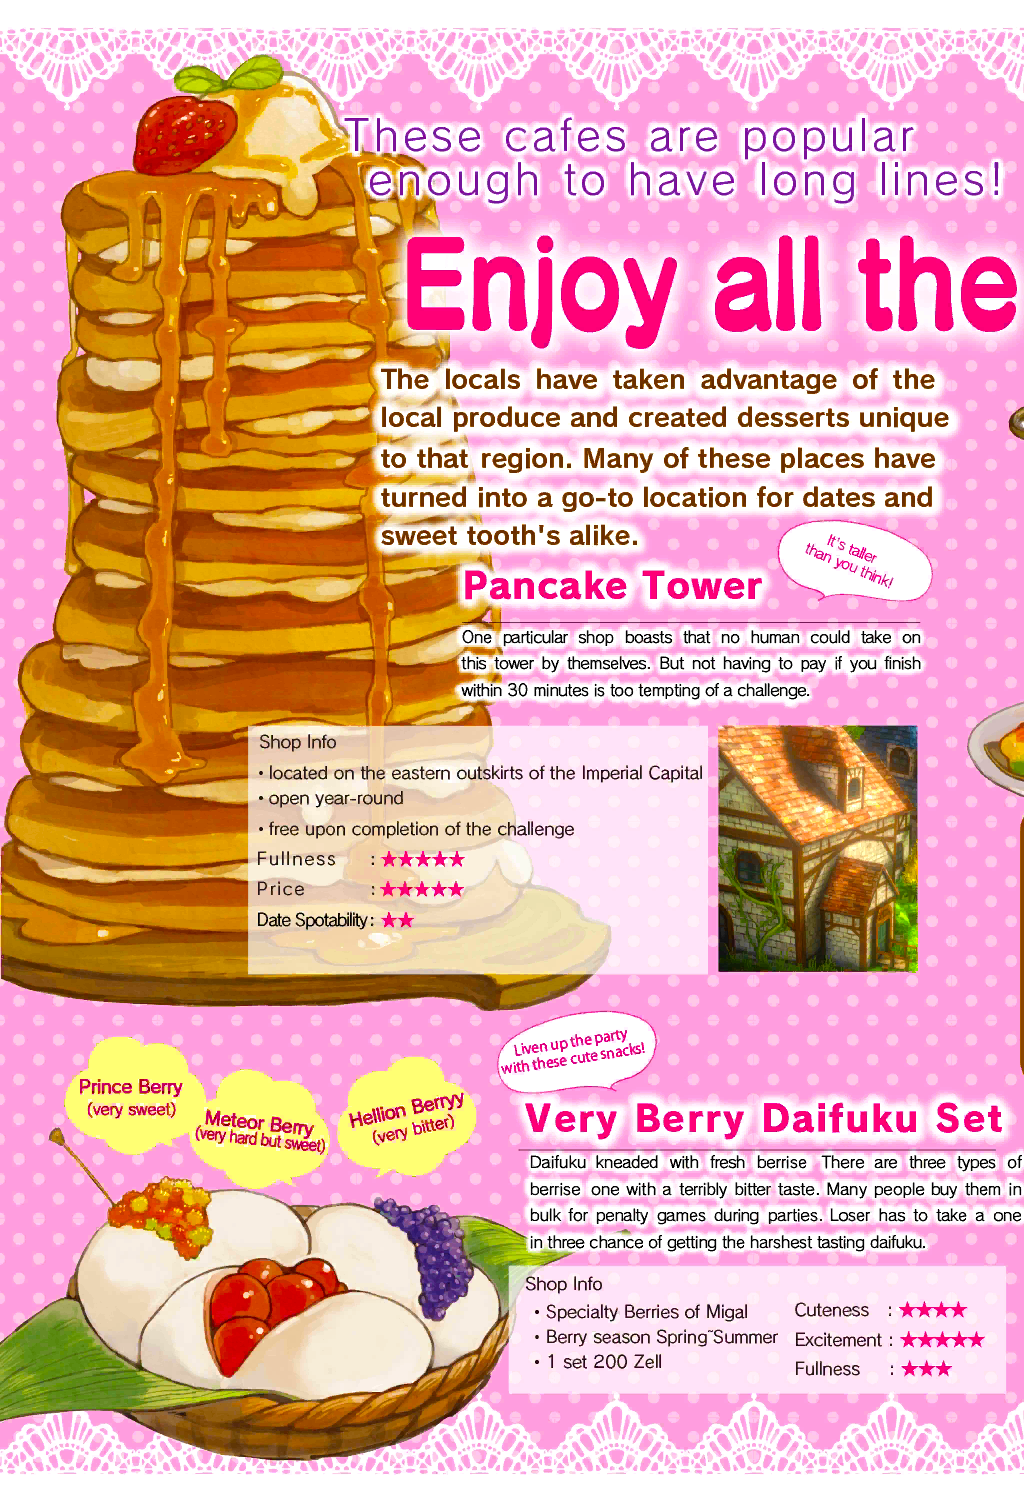 These cafes are popular
enough to have long lines!
Enjoy all the
The locals have taken advantage of the
local produce and created desserts unique
to that region. Many of these places have
turned into a go-to location for dates and
sweet tooth's alike.
It's taller
than you think!
Pancake Tower
One particular shop boasts that no human could take on
this tower by themselves. But not having to pay if you finish
within 30 minutes is too tempting of a challenge.
Shop Info
• located on the eastern outskirts of the Imperial Capital
• open year-round
• free upon completion of the challenge
Fullness : ★★★★★
Price : ★★★★★
Date Spotability: ★★
Liven up the party
with these cute snacks!
Prince Berry
(very sweet)
Meteor Berry
(very hard but sweet)
Hellion Berryy
(very bitter)
Very Berry Daifuku Set
Daifuku kneaded with fresh berrise There are three types of
berrise one with a terribly bitter taste. Many people buy them in
bulk for penalty games during parties. Loser has to take a one
in three chance of getting the harshest tasting daifuku.
Shop Info
• Specialty Berries of Migal
• Berry season Spring~Summer
• 1 set 200 Zell
Cuteness : ★★★★
Excitement : ★★★★★
Fullness : ★★★